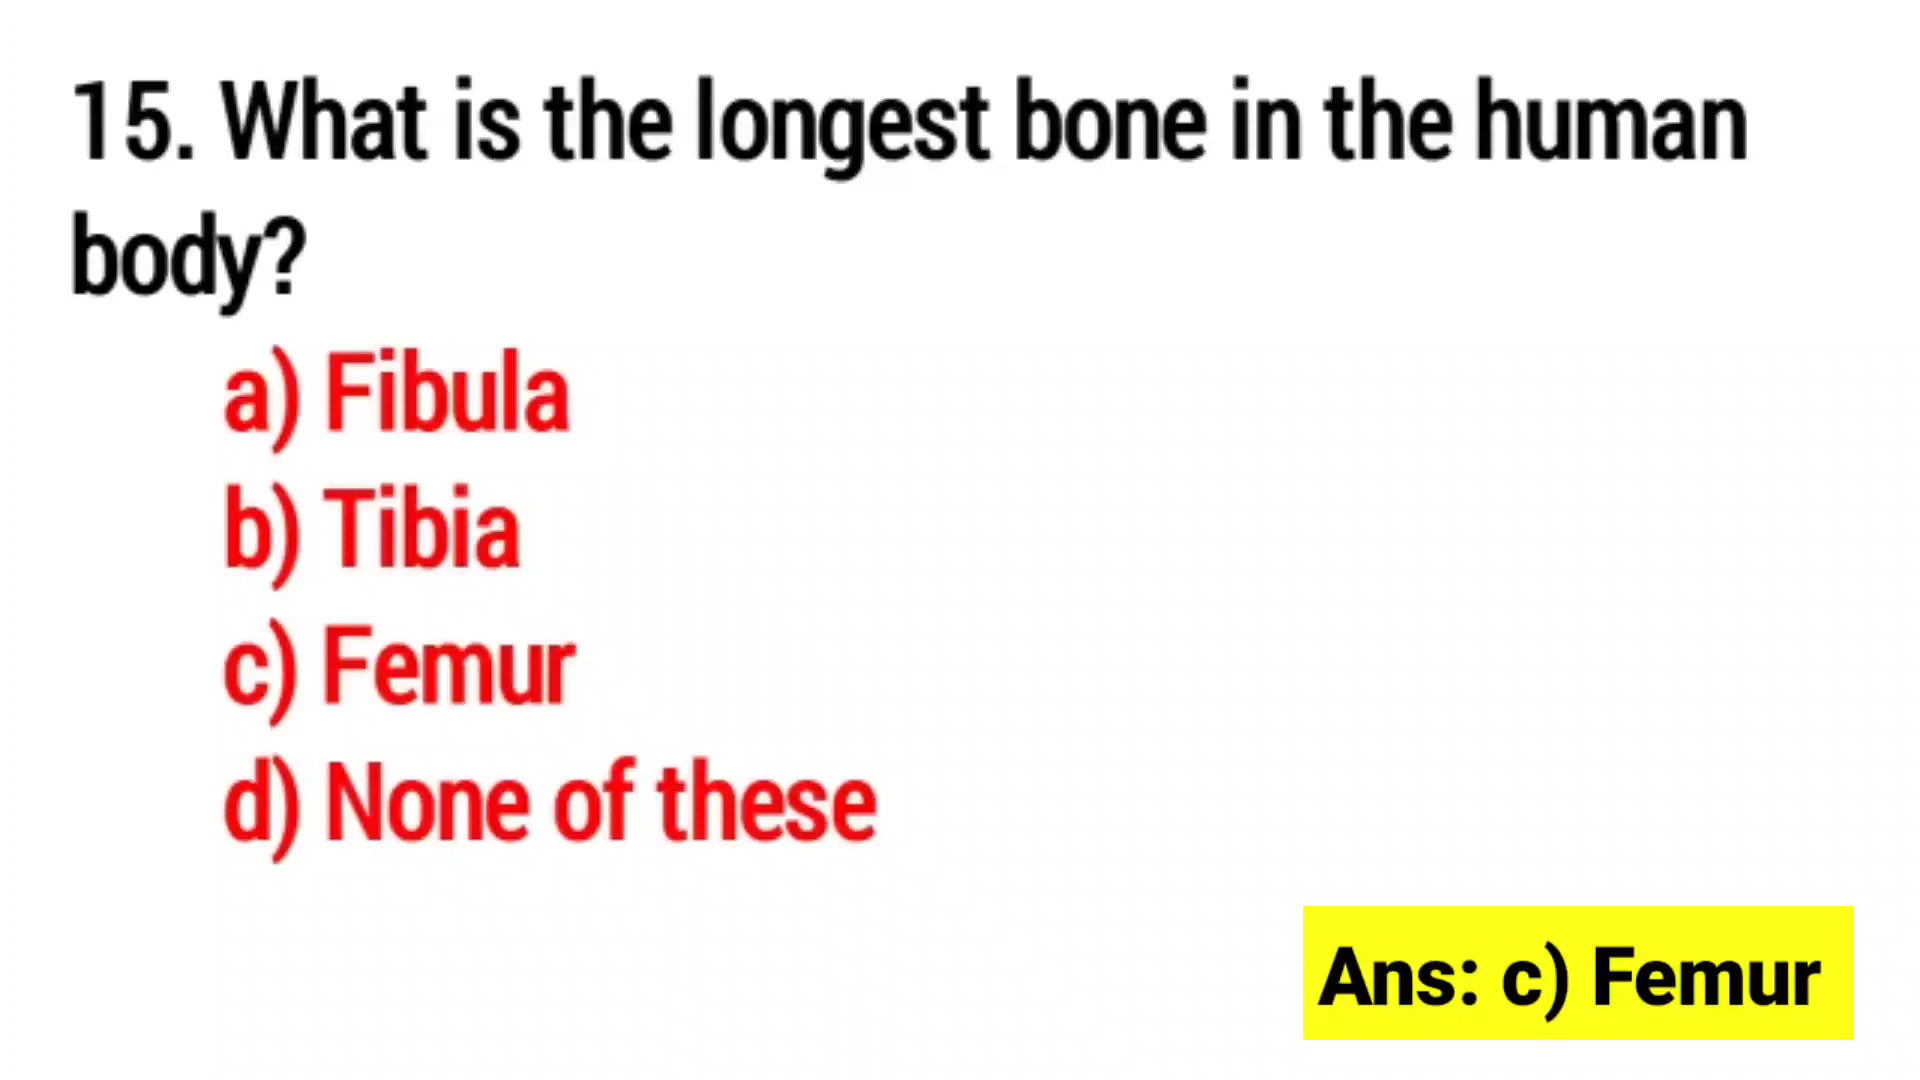 15. What is the longest bone in the human
body?
a) Fibula
b) Tibia
c) Femur
d) None of these
Ans: c) Femur